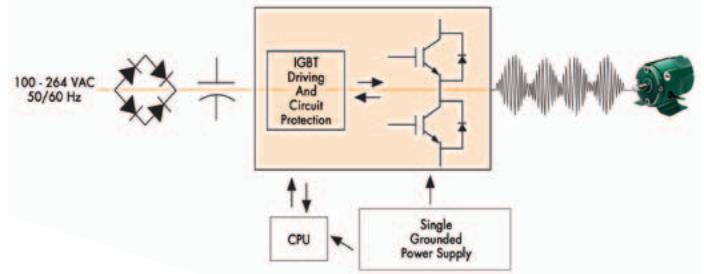 100 - 264 VAC
50/60 Hz
IGBT
Driving
And
Circuit
Protection
CPU
Single
Grounded
Power Supply